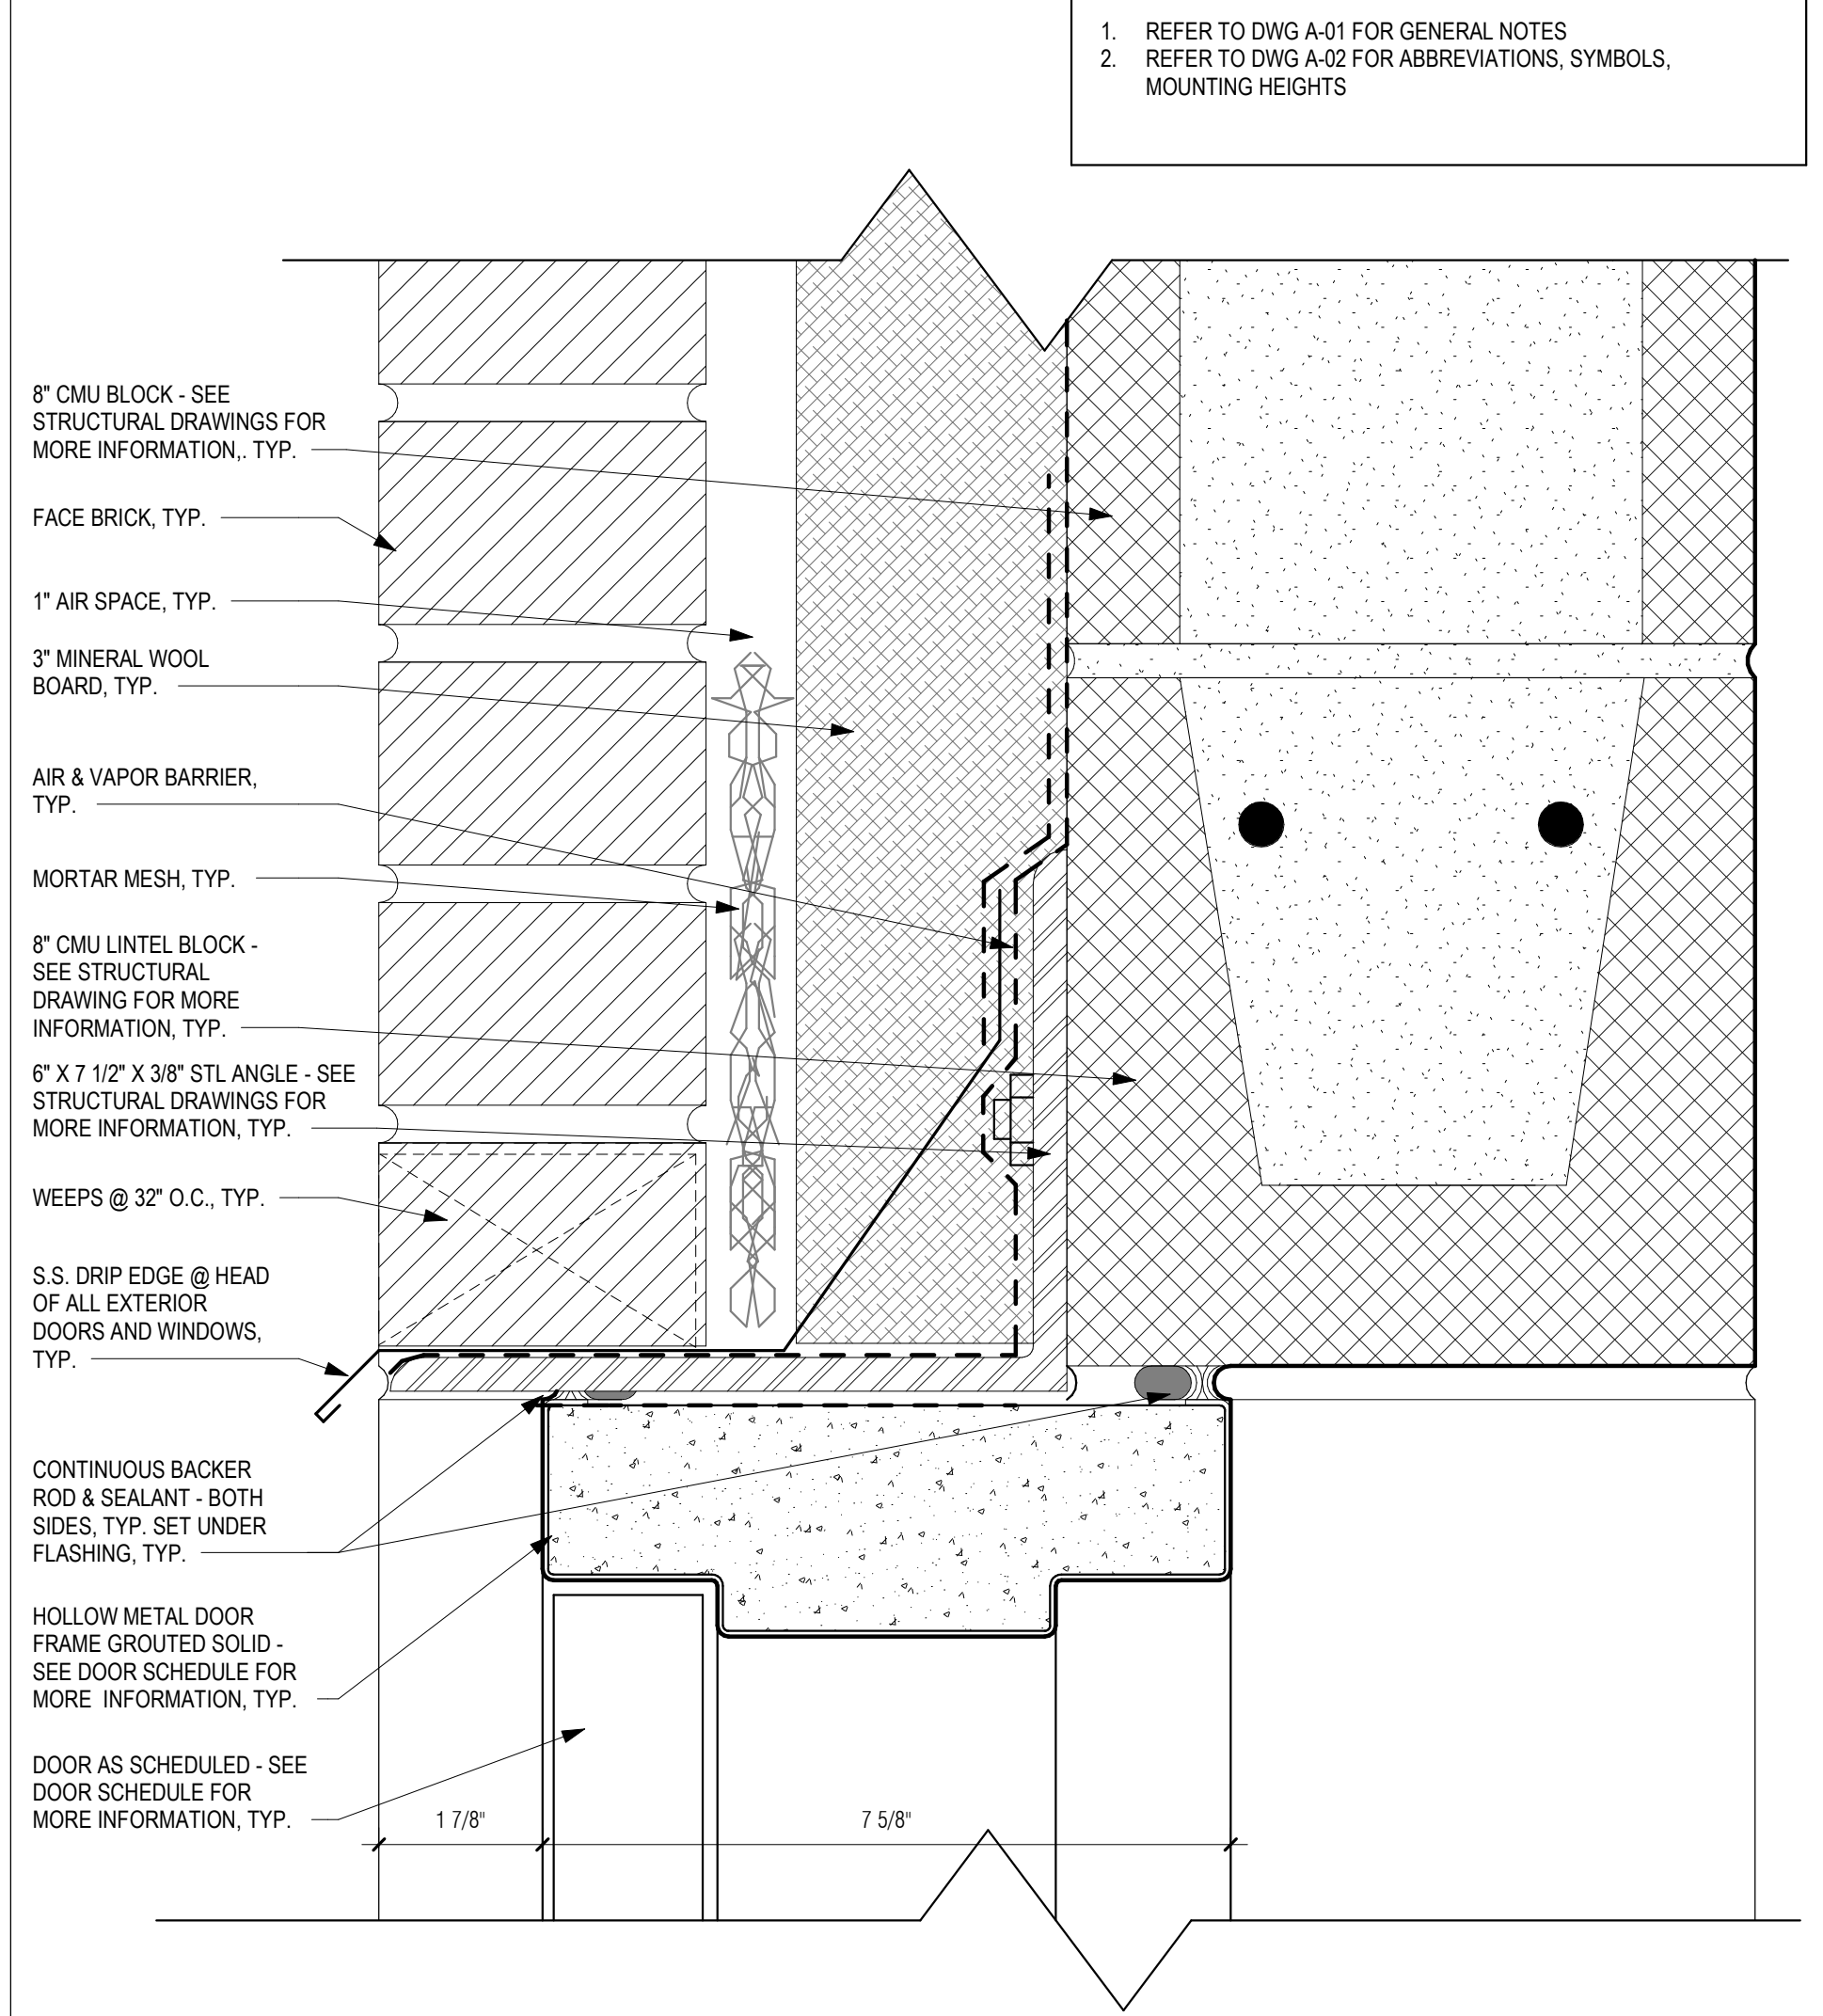 1. REFER TO DWG A-01 FOR GENERAL NOTES
2. REFER TO DWG A-02 FOR ABBREVIATIONS, SYMBOLS,
MOUNTING HEIGHTS
8" CMU BLOCK - SEE
STRUCTURAL DRAWINGS FOR
MORE INFORMATION,. TYP.
FACE BRICK, TYP.
1" AIR SPACE, TYP.
3" MINERAL WOOL
BOARD, TYP.
AIR & VAPOR BARRIER,
TYP.
MORTAR MESH, TYP.
8" CMU LINTEL BLOCK -
SEE STRUCTURAL
DRAWING FOR MORE
INFORMATION, TYP.
6" X 7 1/2" X 3/8" STL ANGLE - SEE
STRUCTURAL DRAWINGS FOR
MORE INFORMATION, TYP.
WEEPS @ 32" O.C., TYP.
S.S. DRIP EDGE @ HEAD
OF ALL EXTERIOR
DOORS AND WINDOWS,
TYP.
CONTINUOUS BACKER
ROD & SEALANT - BOTH
SIDES, TYP. SET UNDER
FLASHING, TYP.
HOLLOW METAL DOOR
FRAME GROUTED SOLID -
SEE DOOR SCHEDULE FOR
MORE INFORMATION, TYP.
DOOR AS SCHEDULED - SEE
DOOR SCHEDULE FOR
MORE INFORMATION, TYP.
1 7/8"
7 5/8"